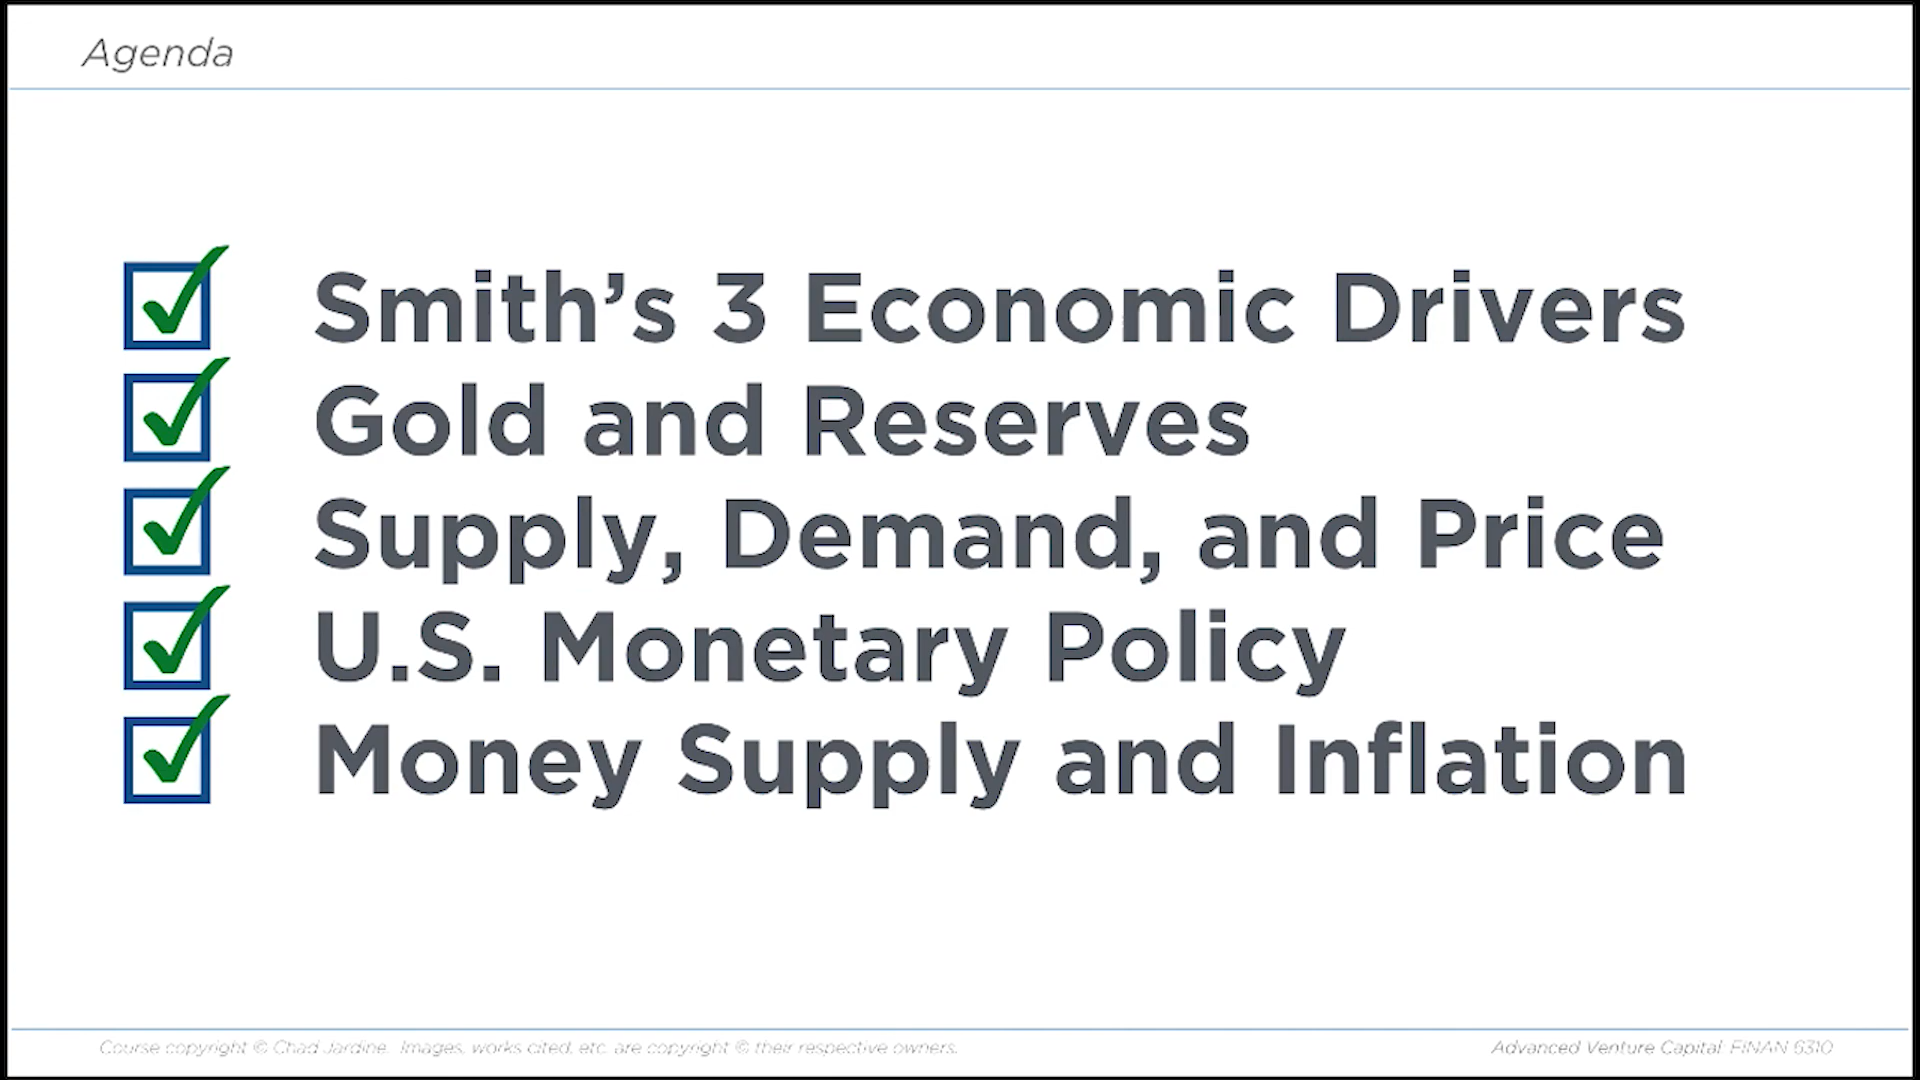 Agenda
Smith’s 3 Economic Drivers
Gold and Reserves
Supply, Demand, and Price
U.S. Monetary Policy
Money Supply and Inflation
Course copyright © Chad Jardine. Images, works cited, etc. are copyright © their respective owners.
Advanced Venture Capital: FINAN 6310